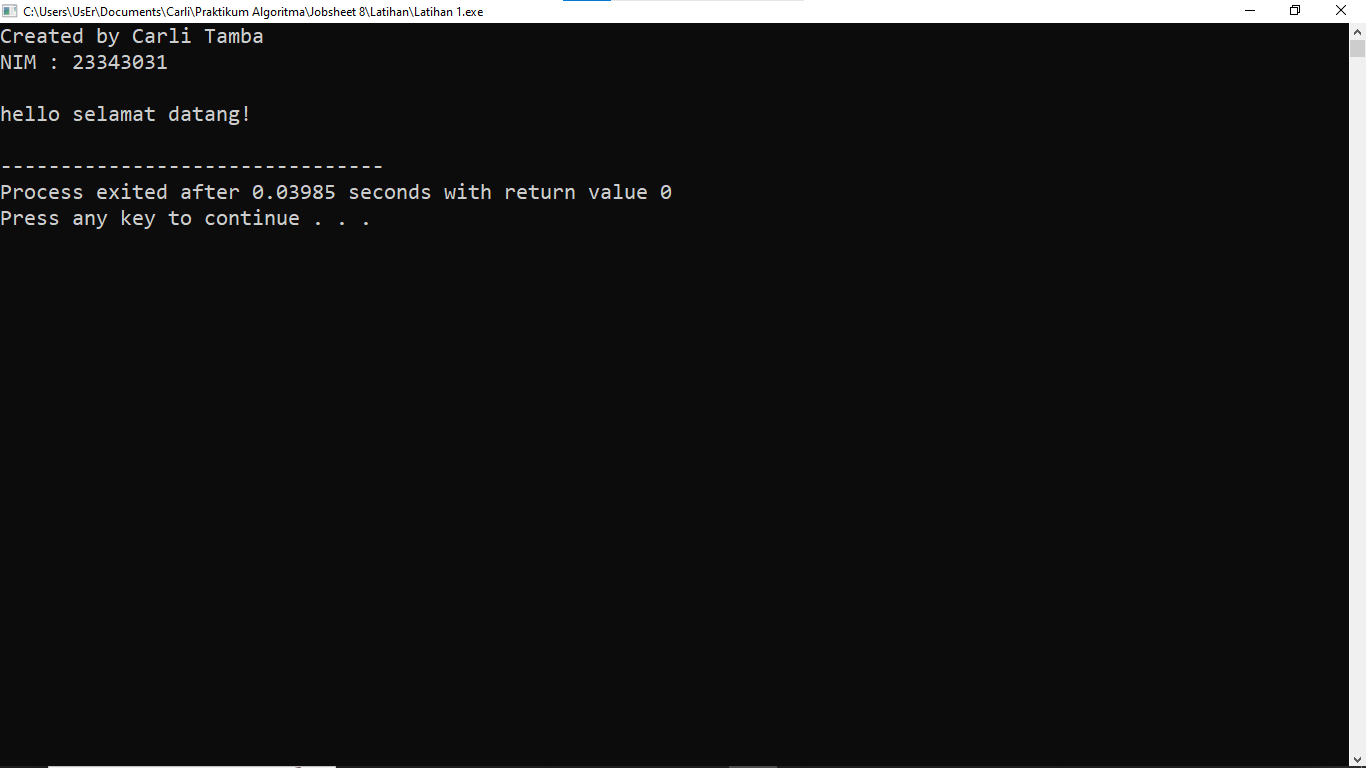 C:\Users\UsEr\Documents\Carli\Praktikum Algoritma\Jobsheet 8\Latihan\Latihan 1.exe
Created by Carli Tamba
NIM : 23343031
hello selamat datang!
--------------------------------
Process exited after 0.03985 seconds with return value 0
Press any key to continue . . .